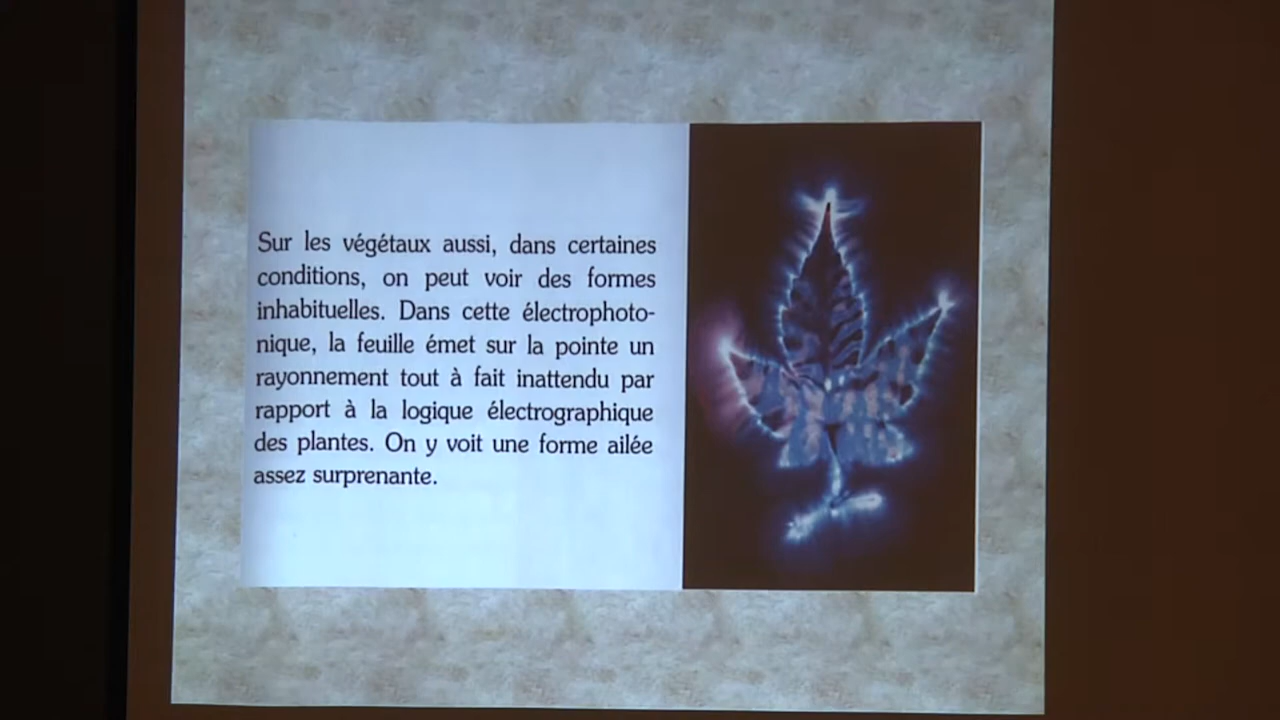 Sur les végétaux aussi, dans certaines
conditions, on peut voir des formes
inhabituelles. Dans cette électrophoto-
nique, la feuille émet sur la pointe un
rayonnement tout à fait inattendu par
rapport à la logique électrographique
des plantes. On y voit une forme ailée
assez surprenante.